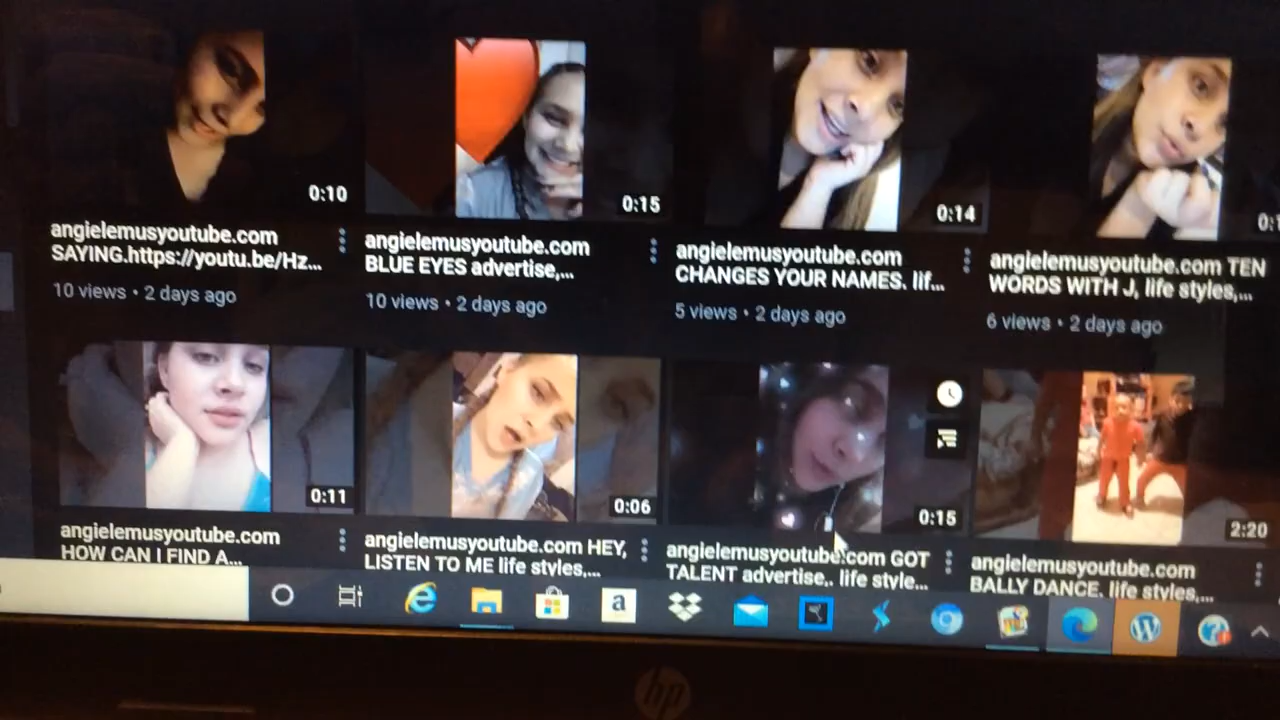 0:10
0:15
0:14
angielemusyoutube.com
SAYING.https://youtu.be/Hz...
10 views • 2 days ago
angielemusyoutube.com
BLUE EYES advertise,...
10 views • 2 days ago
angielemusyoutube.com
CHANGES YOUR NAMES. lif...
5 views • 2 days ago
angielemusyoutube.com TEN
WORDS WITH J, life styles,...
6 views • 2 days ago
0:11
0:06
0:15
2:20
angielemusyoutube.com
HOW CAN I FIND A...
angielemusyoutube.com HEY,
LISTEN TO ME life styles,...
angielemusyoutube.com GOT
TALENT advertise,. life style...
angielemusyoutube.com
BALLY DANCE. life styles,...
a
hp